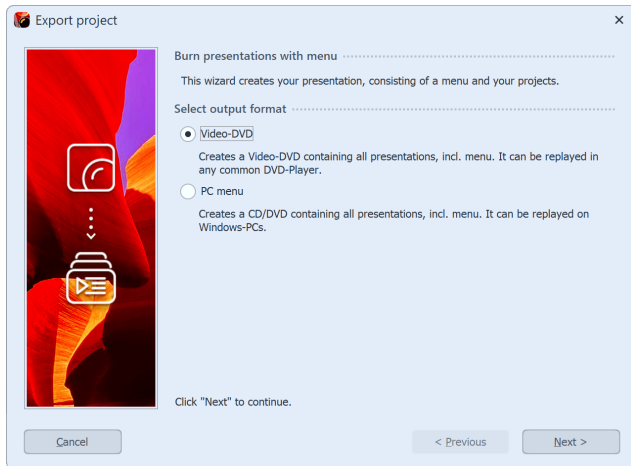 Export project
Burn presentations with menu
This wizard creates your presentation, consisting of a menu and your projects.
Select output format
Video-DVD
Creates a Video-DVD containing all presentations, incl. menu. It can be replayed in
any common DVD-Player.
PC menu
Creates a CD/DVD containing all presentations, incl. menu. It can be replayed on
Windows-PCs.
Click "Next" to continue.
Cancel
< Previous
Next >